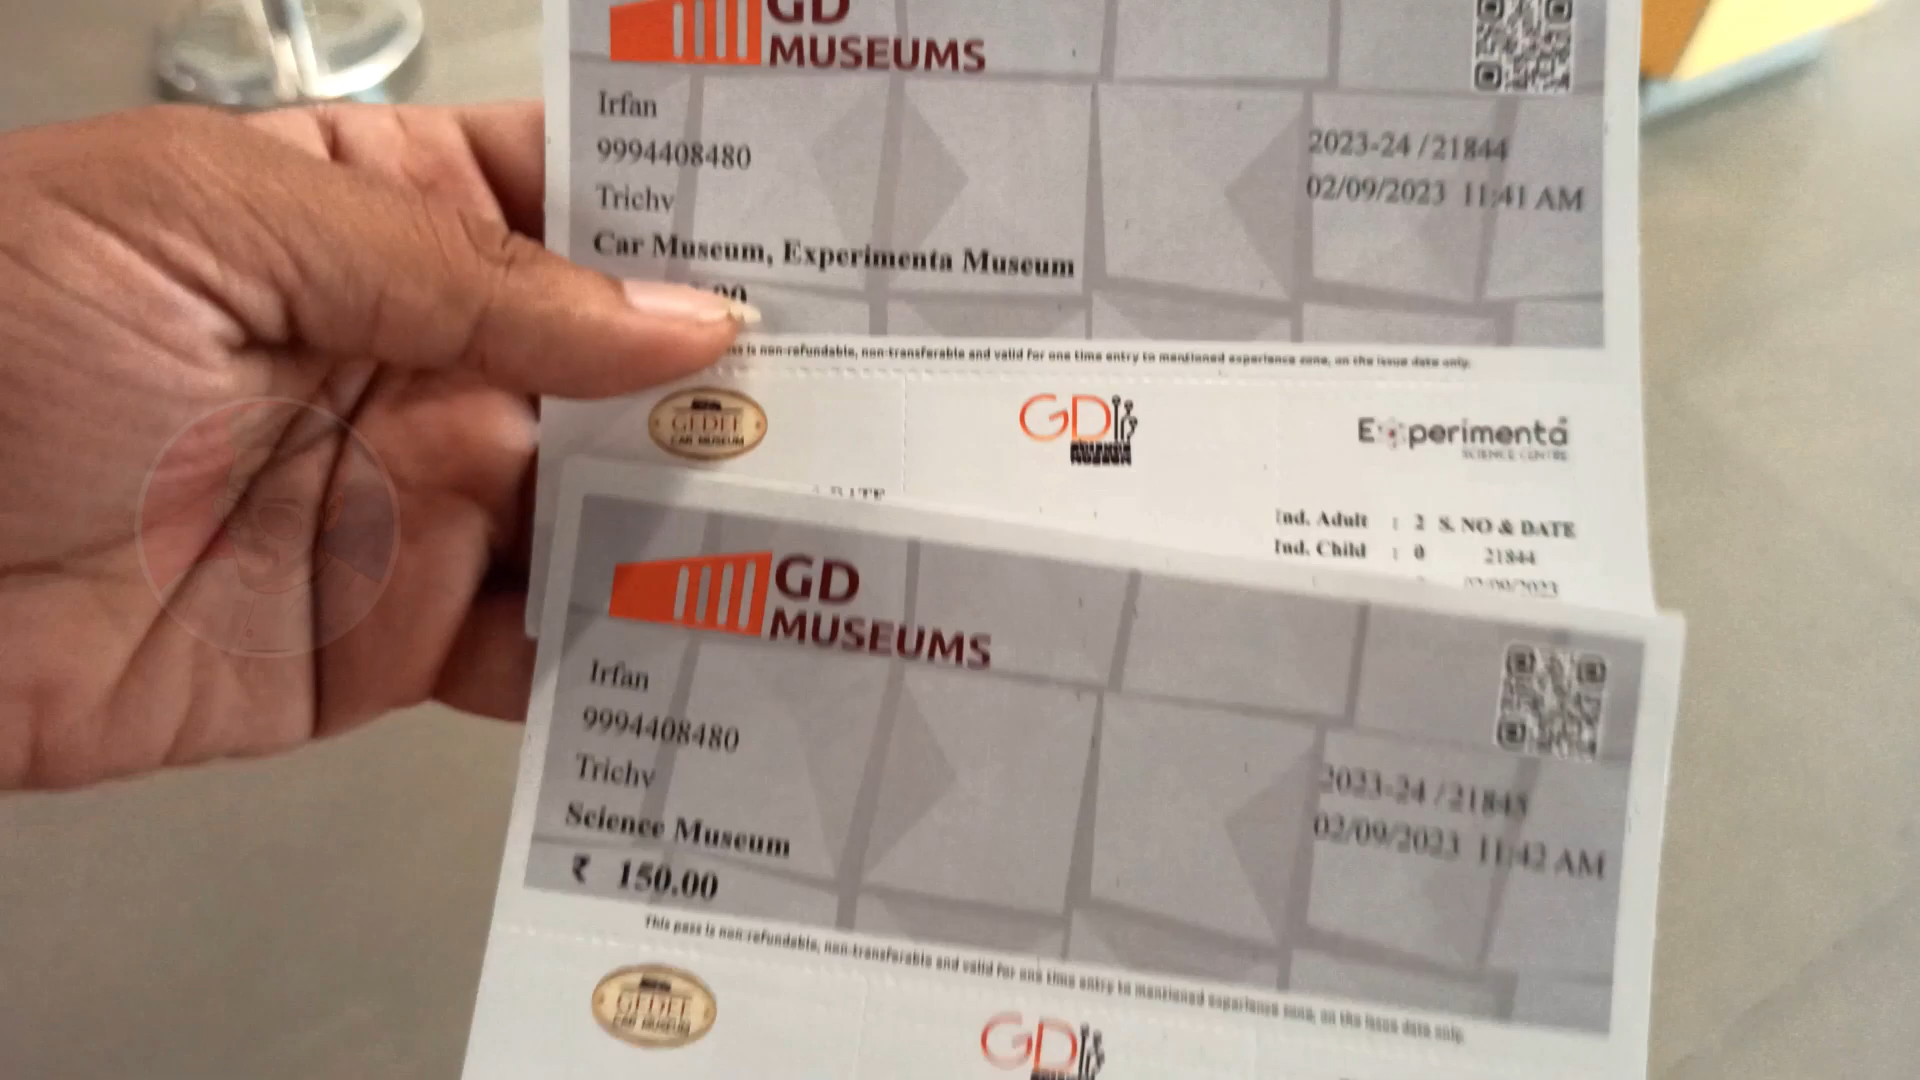 GD
MUSEUMS
Irfan
9994408480
Trichy
2023-24 / 21844
02/09/2023 11:41 AM
Car Museum, Experimenta Museum
.00
is non-refundable, non-transferable and valid for one time entry to mentioned experience zone, on the issue date only.
GEDEE
CAR MUSEUM
GD
MUSEUM
Experimenta
SCIENCE CENTRE
Ind. Adult : 2 S. NO & DATE
Ind. Child : 0 21844
GD
MUSEUMS
Irfan
9994408480
Trichy
2023-24 / 21845
02/09/2023 11:42 AM
Science Museum
₹ 150.00
This pass is non-refundable, non-transferable and valid for one time entry to mentioned experience zone, on the issue date only.
GEDEE
CAR MUSEUM
GD